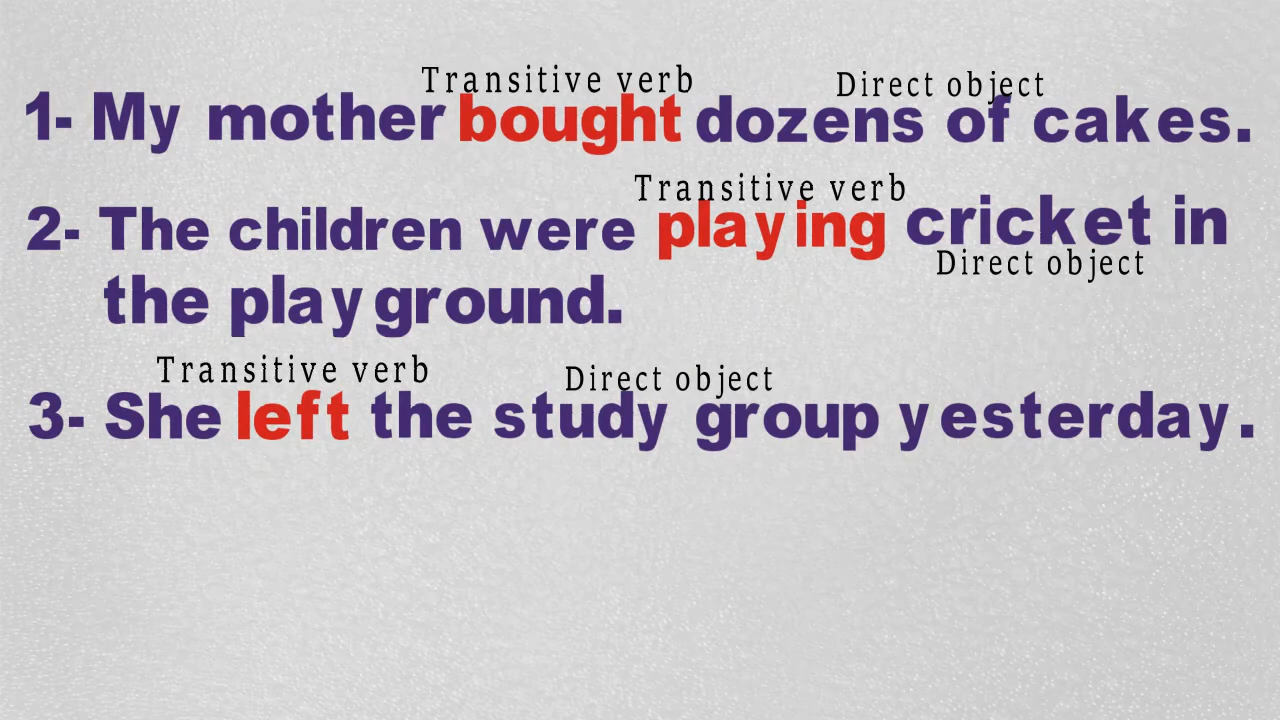 Transitive verb Direct object
1- My mother bought dozens of cakes.
Transitive verb
2- The children were playing cricket in
Direct object
the playground.
Transitive verb Direct object
3- She left the study group yesterday.